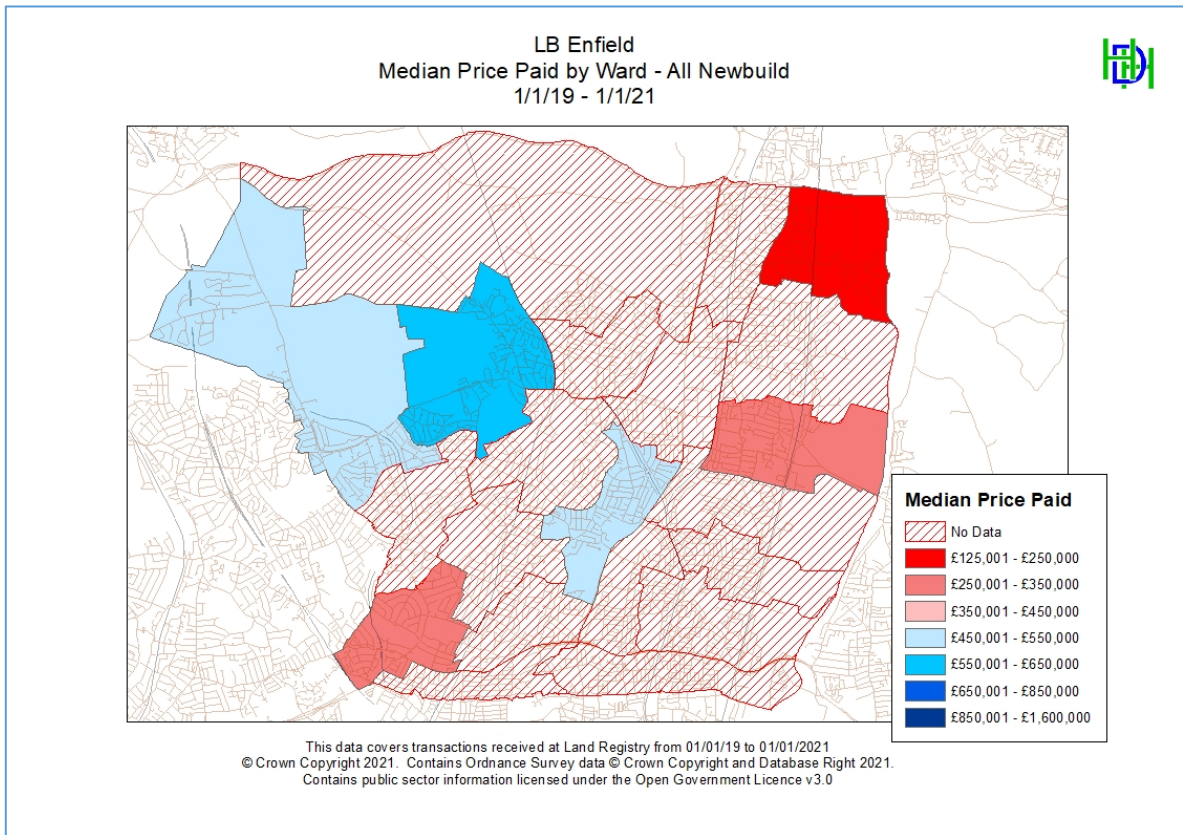 LB Enfield
Median Price Paid by Ward - All Newbuild
1/1/19 - 1/1/21
HDH
Median Price Paid
No Data
£125,001 - £250,000
£250,001 - £350,000
£350,001 - £450,000
£450,001 - £550,000
£550,001 - £650,000
£650,001 - £850,000
£850,001 - £1,600,000
This data covers transactions received at Land Registry from 01/01/19 to 01/01/2021
© Crown Copyright 2021. Contains Ordnance Survey data © Crown Copyright and Database Right 2021.
Contains public sector information licensed under the Open Government Licence v3.0